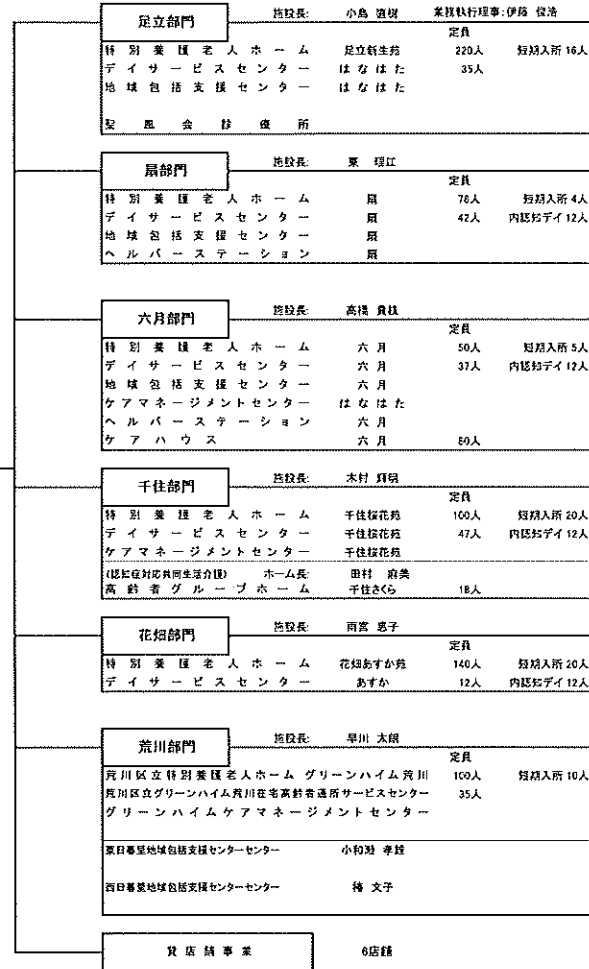 足立部門 施設長: 小島 直樹 業務執行理事:伊藤 俊浩
定員
特別養護老人ホーム 足立新生苑 220人 短期入所 16人
デイサービスセンター はなはた 35人
地域包括支援センター はなはた
聖風会診療所
扇部門 施設長: 東
定員
特別養護老人ホーム 扇 78人 短期入所 4人
デイサービスセンター 扇 42人 内認知デイ 12人
地域包括支援センター 扇
ヘルパーステーション 扇
六月部門 施設長: 高橋 貴枝
定員
特別養護老人ホーム 六月 50人 短期入所 5人
デイサービスセンター 六月 37人 内認知デイ 12人
地域包括支援センター 六月
ケアマネージメントセンター はなはた
ヘルパーステーション 六月
ケアハウス 六月
千住部門 施設長: 木村
定員
特別養護老人ホーム 千住桜花苑 100人 短期入所 20人
デイサービスセンター 千住桜花苑 47人 内認知デイ 12人
ケアマネージメントセンター 千住桜花苑
(認知症対応共同生活介護) ホーム長: 田村 麻美
高齢者グループホーム 千住さくら 18人
花畑部門 施設長: 雨宮 恵子
定員
特別養護老人ホーム 花畑あすか苑 140人 短期入所 20人
デイサービスセンター あすか 12人 内認知デイ 12人
荒川部門 施設長: 早川 太朗
定員
荒川区立特別養護老人ホーム グリーンハイム荒川 100人 短期入所 10人
荒川区立グリーンハイム荒川在宅高齢者通所サービスセンター 35人
グリーンハイムケアマネージメントセンター
東日暮里地域包括支援センターセンター 小和瀬
西日暮里地域包括支援センターセンター 文子
貸店舗事業 6店舗